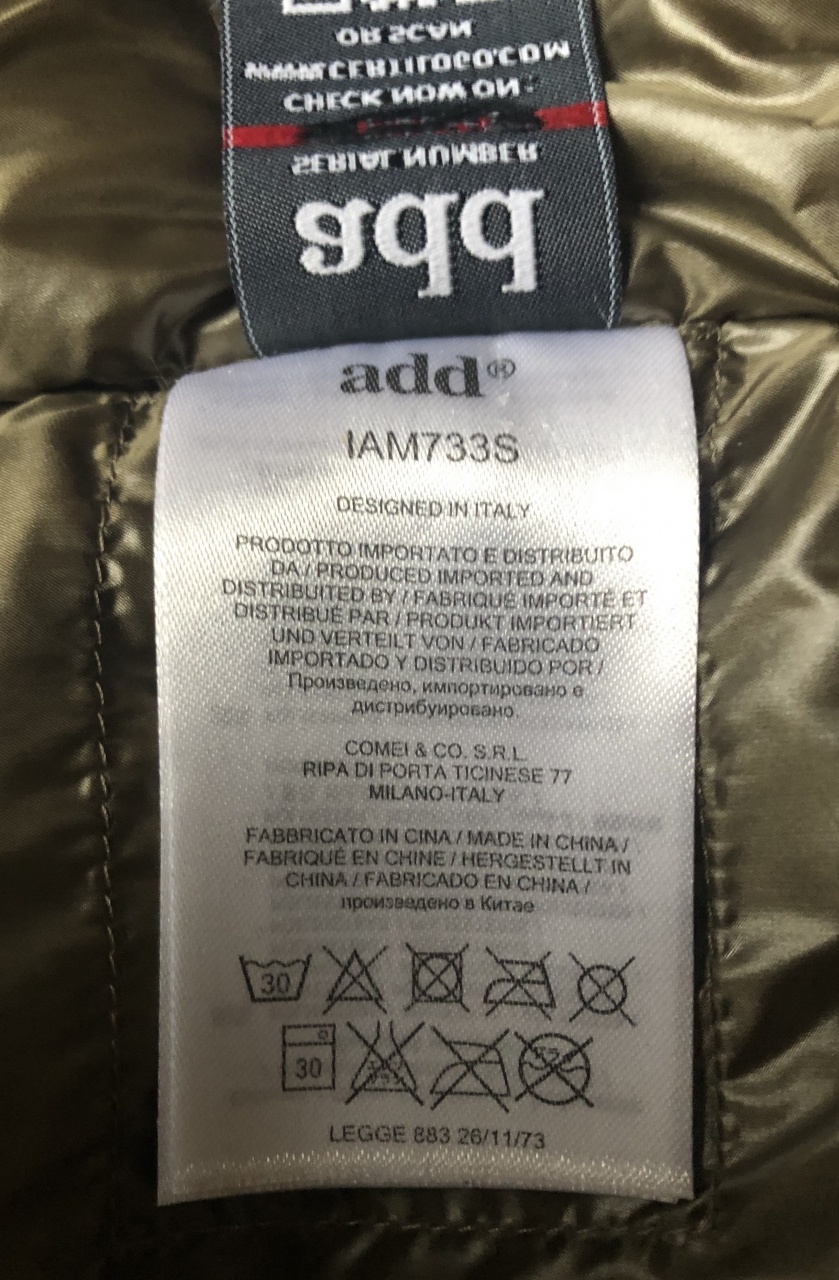 OR SCAN
WWW.CERTILOGO.COM
CHECK NOW ON:
SERIAL NUMBER
add
add®
IAM733S
DESIGNED IN ITALY
PRODOTTO IMPORTATO E DISTRIBUITO
DA / PRODUCED IMPORTED AND
DISTRIBUITED BY / FABRIQUÉ IMPORTÉ ET
DISTRIBUÉ PAR / PRODUKT IMPORTIERT
UND VERTEILT VON / FABRICADO
IMPORTADO Y DISTRIBUIDO POR /
Произведено, импортировано е
дистрибуировано.
COMEI & CO. S.R.L.
RIPA DI PORTA TICINESE 77
MILANO-ITALY
FABBRICATO IN CINA / MADE IN CHINA /
FABRIQUÉ EN CHINE / HERGESTELLT IN
CHINA / FABRICADO EN CHINA /
произведено в Китае
30
30
LEGGE 883 26/11/73